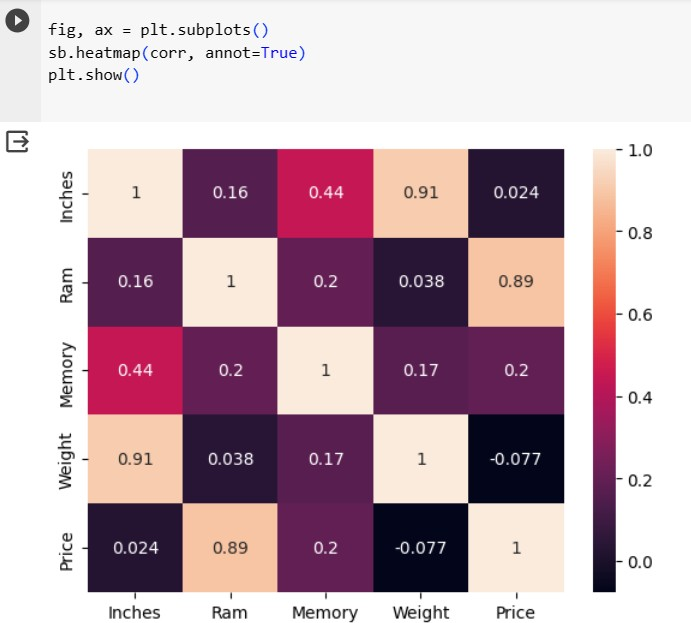 fig, ax = plt.subplots()
sb.heatmap(corr, annot=True)
plt.show()
1.0
Inches 1 0.16 0.44 0.91 0.024
0.8
Ram 0.16 1 0.2 0.038 0.89
0.6
Memory 0.44 0.2 1 0.17 0.2
0.4
Weight 0.91 0.038 0.17 1 -0.077
0.2
Price 0.024 0.89 0.2 -0.077 1
0.0
Inches Ram Memory Weight Price